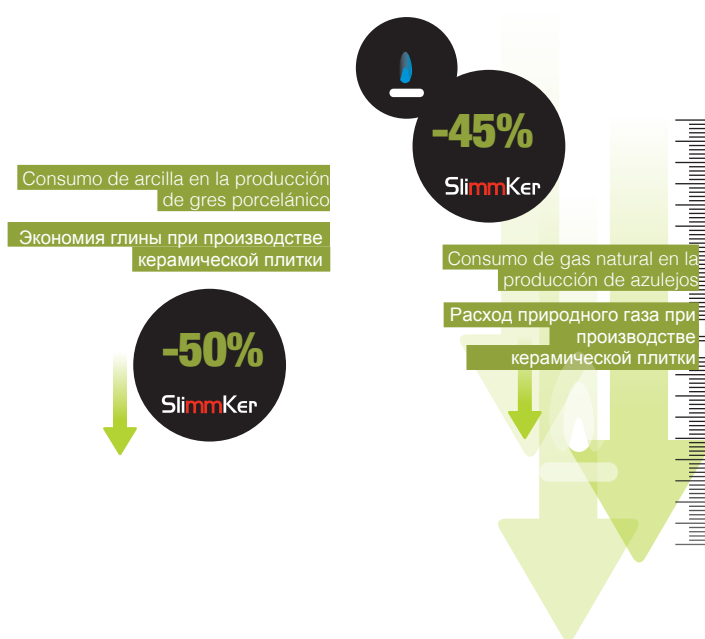 -45%
SlimmKer
Consumo de arcilla en la producción
de gres porcelánico
Экономия глины при производстве
керамической плитки
-50%
SlimmKer
Consumo de gas natural en la
producción de azulejos
Расход природного газа при
производстве
керамической плитки